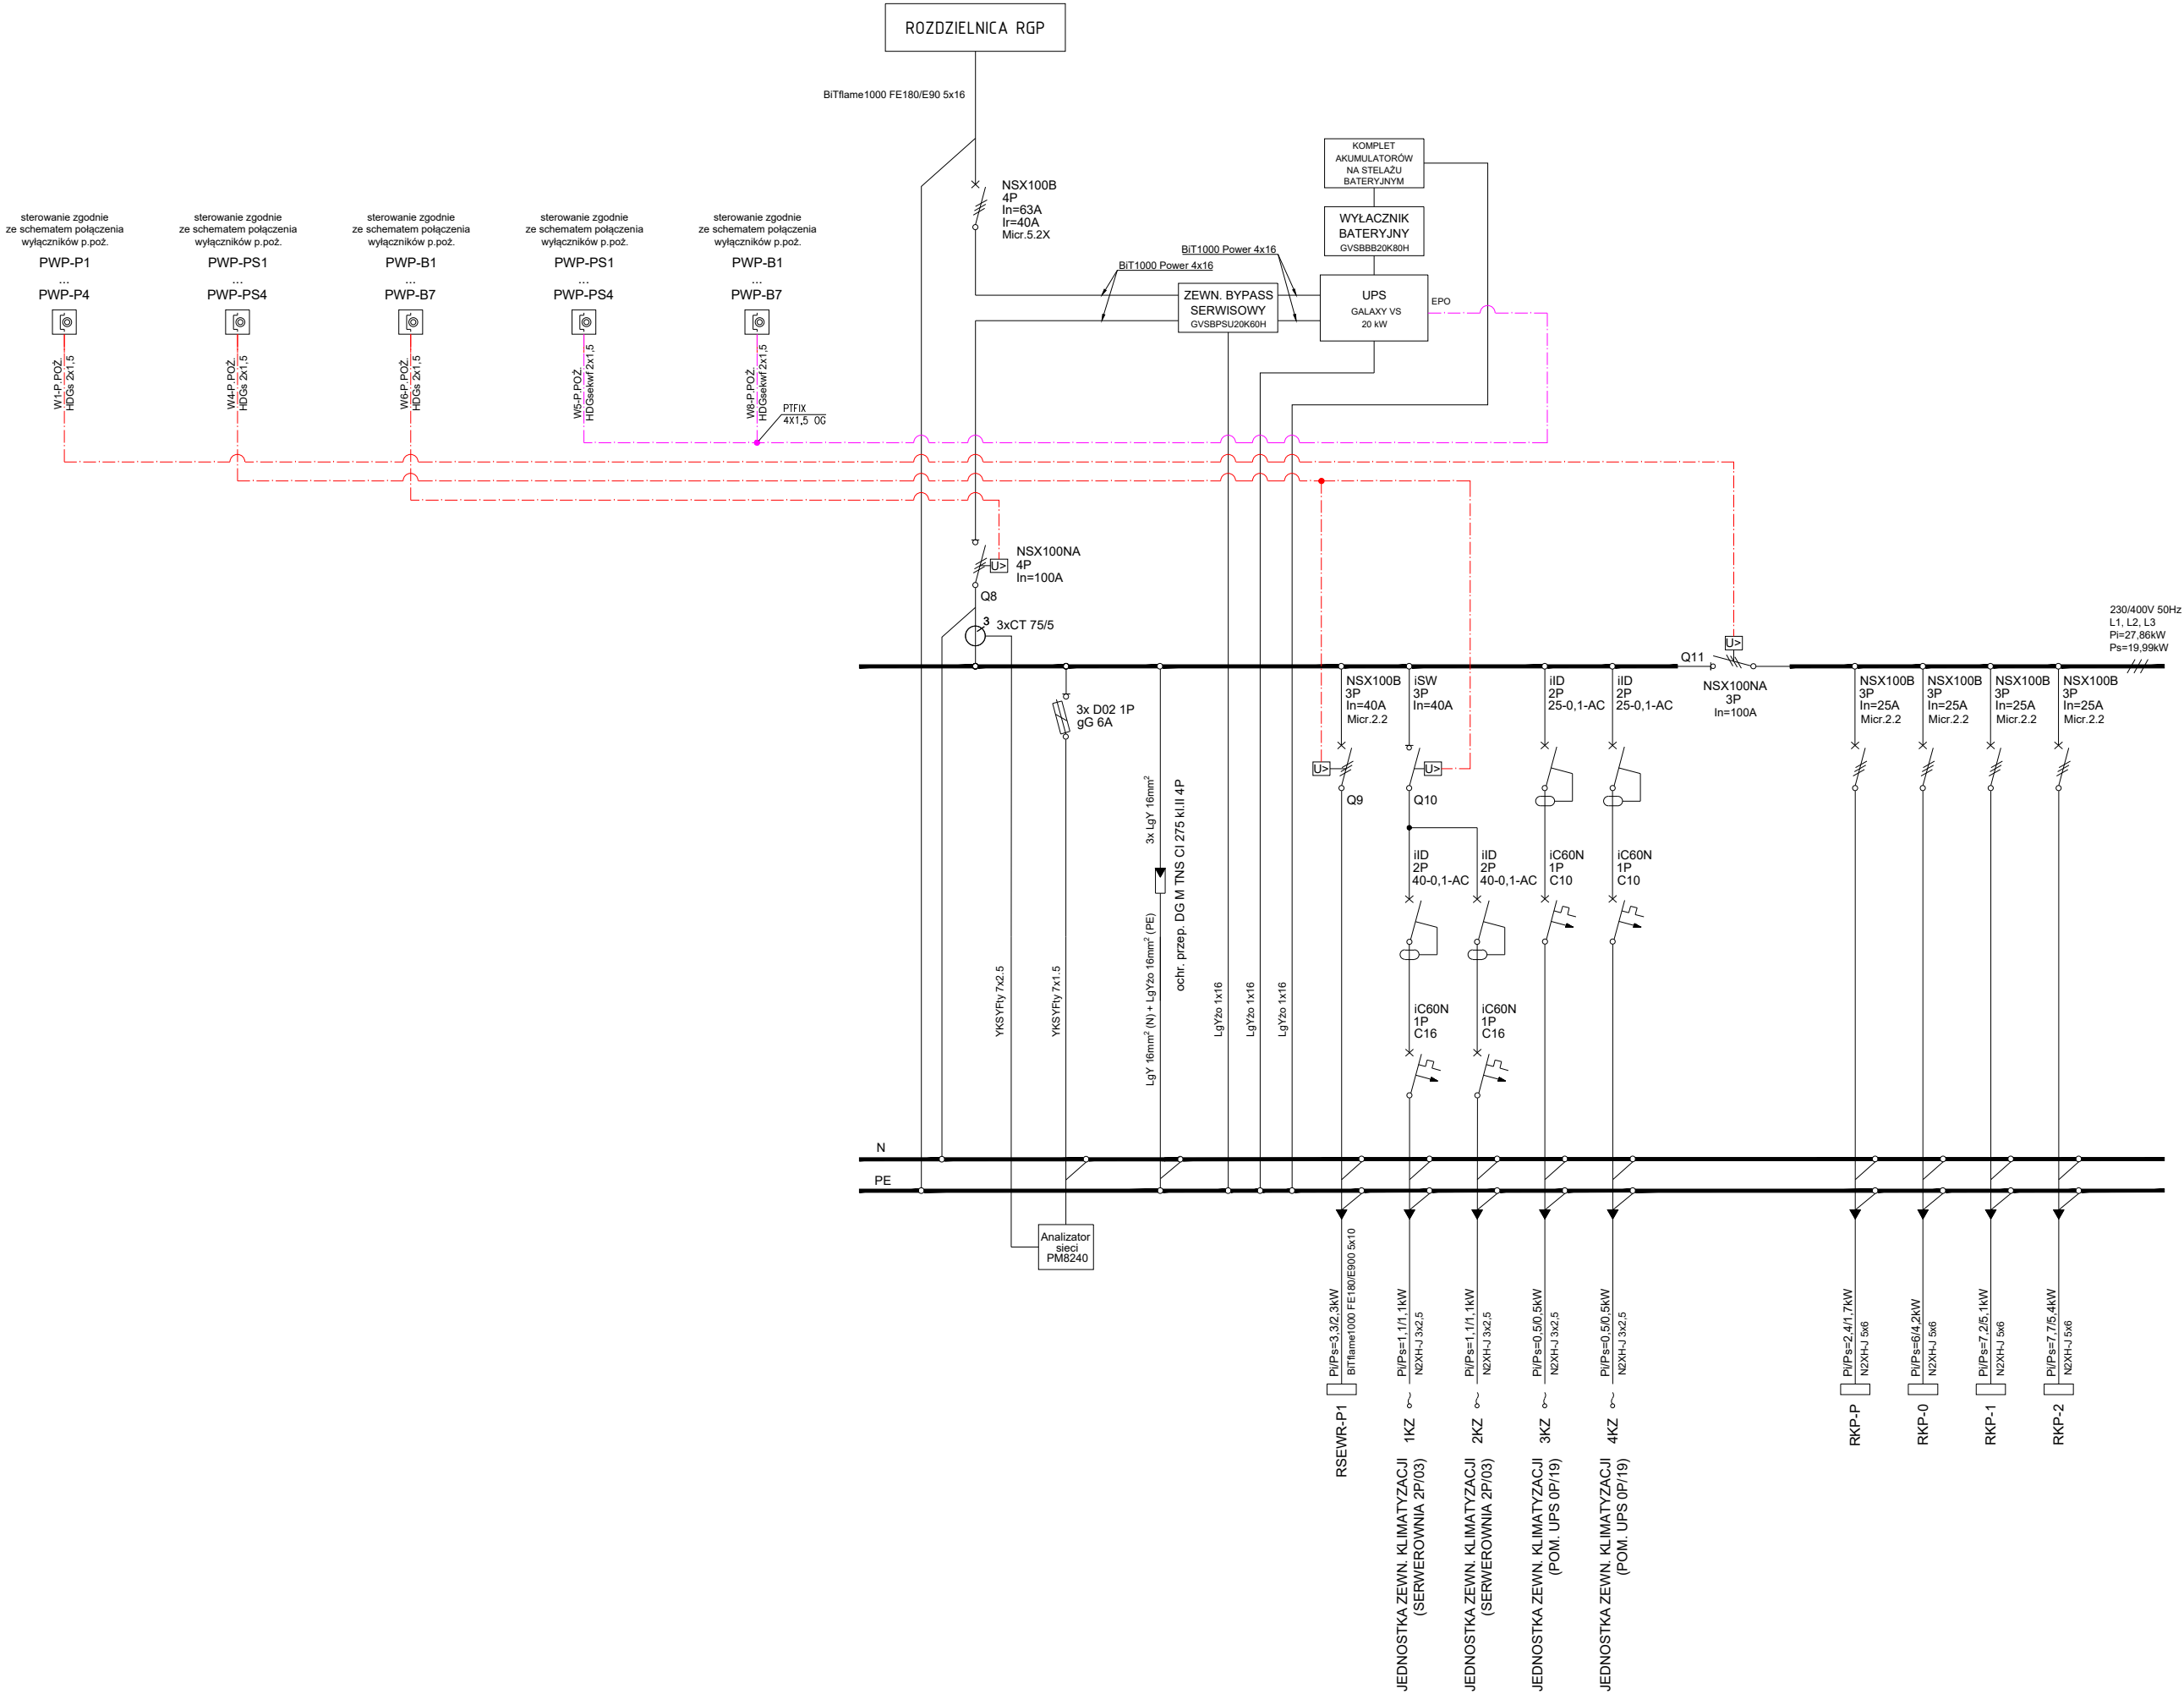 ROZDZIELNICA RGP
BiTflame1000 FE180/E90 5x16
NSX100B
4P
In=63A
Ir=40A
Micr.5.2X
KOMPLET
AKUMULATORÓW
NA STELAŻU
BATERYJNYM
WYŁACZNIK
BATERYJNY
GVSBBB20K80H
BiT1000 Power 4x16
BiT1000 Power 4x16
ZEWN. BYPASS
SERWISOWY
GVSBPSU20K60H
UPS
GALAXY VS
20 kW
EPO
sterowanie zgodnie
ze schematem połączenia
wyłączników p.poż.
PWP-P1
...
PWP-P4
W1-P.POŻ.
HDGs 2x1,5
sterowanie zgodnie
ze schematem połączenia
wyłączników p.poż.
PWP-PS1
...
PWP-PS4
W4-P.POŻ.
HDGs 2x1,5
sterowanie zgodnie
ze schematem połączenia
wyłączników p.poż.
PWP-B1
...
PWP-B7
W6-P.POŻ.
HDGs 2x1,5
sterowanie zgodnie
ze schematem połączenia
wyłączników p.poż.
PWP-PS1
...
PWP-PS4
W5-P.POŻ.
HDGsekwf 2x1,5
sterowanie zgodnie
ze schematem połączenia
wyłączników p.poż.
PWP-B1
...
PWP-B7
W8-P.POŻ.
HDGsekwf 2x1,5
PTFIX
4X1,5 OG
U>
NSX100NA
4P
In=100A
Q8
3
3xCT 75/5
3x D02 1P
gG 6A
YKSYFty 7x2.5
YKSYFty 7x1.5
3x LgY 16mm²
LgY 16mm² (N) + LgYżo 16mm² (PE)
ochr. przep. DG M TNS CI 275 kl.II 4P
LgYżo 1x16
LgYżo 1x16
LgYżo 1x16
NSX100B
3P
In=40A
Micr.2.2
U>
Q9
iSW
3P
In=40A
U>
Q10
iID
2P
25-0,1-AC
iID
2P
25-0,1-AC
iID
2P
40-0,1-AC
iID
2P
40-0,1-AC
iC60N
1P
C10
iC60N
1P
C10
iC60N
1P
C16
iC60N
1P
C16
Q11
U>
NSX100NA
3P
In=100A
230/400V 50Hz
L1, L2, L3
Pi=27,86kW
Ps=19,99kW
NSX100B
3P
In=25A
Micr.2.2
NSX100B
3P
In=25A
Micr.2.2
NSX100B
3P
In=25A
Micr.2.2
NSX100B
3P
In=25A
Micr.2.2
N
PE
Analizator
sieci
PM8240
Pi/Ps=3,3/2,3kW
BiTflame1000 FE180/E900 5x10
RSEWR-P1
Pi/Ps=1,1/1,1kW
N2XH-J 3x2,5
1KZ
JEDNOSTKA ZEWN. KLIMATYZACJI
(SERWEROWNIA 2P/03)
Pi/Ps=1,1/1,1kW
N2XH-J 3x2,5
2KZ
JEDNOSTKA ZEWN. KLIMATYZACJI
(SERWEROWNIA 2P/03)
Pi/Ps=0,5/0,5kW
N2XH-J 3x2,5
3KZ
JEDNOSTKA ZEWN. KLIMATYZACJI
(POM. UPS 0P/19)
Pi/Ps=0,5/0,5kW
N2XH-J 3x2,5
4KZ
JEDNOSTKA ZEWN. KLIMATYZACJI
(POM. UPS 0P/19)
Pi/Ps=2,4/1,7kW
N2XH-J 5x6
RKP-P
Pi/Ps=6/4,2kW
N2XH-J 5x6
RKP-0
Pi/Ps=7,2/5,1kW
N2XH-J 5x6
RKP-1
Pi/Ps=7,7/5,4kW
N2XH-J 5x6
RKP-2